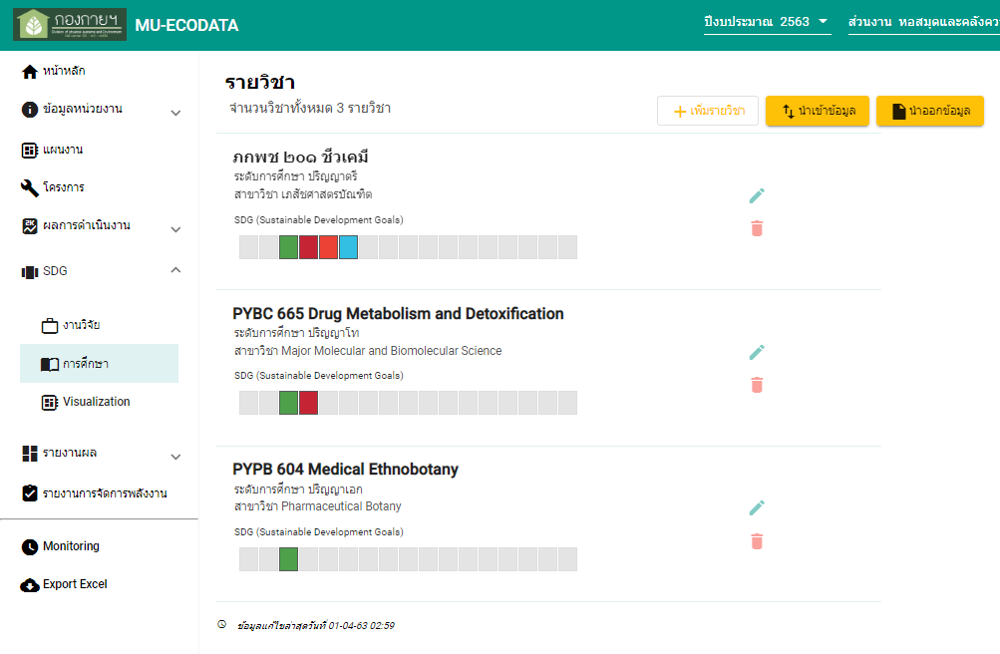 กองกายฯ
Division of physical systems and Environment
MU-ECODATA
ปีงบประมาณ 2563
ส่วนงาน หอสมุดและคลังคว
หน้าหลัก
ข้อมูลหน่วยงาน
แผนงาน
โครงการ
ผลการดำเนินงาน
SDG
งานวิจัย
การศึกษา
Visualization
รายงานผล
รายงานการจัดการพลังงาน
Monitoring
Export Excel
รายวิชา
จำนวนวิชาทั้งหมด 3 รายวิชา
เพิ่มรายวิชา
นำเข้าข้อมูล
นำออกข้อมูล
ภกพช ๒๐๑ ชีวเคมี
ระดับการศึกษา ปริญญาตรี
สาขาวิชา เภสัชศาสตรบัณฑิต
SDG (Sustainable Development Goals)
PYBC 665 Drug Metabolism and Detoxification
ระดับการศึกษา ปริญญาโท
สาขาวิชา Major Molecular and Biomolecular Science
SDG (Sustainable Development Goals)
PYPB 604 Medical Ethnobotany
ระดับการศึกษา ปริญญาเอก
สาขาวิชา Pharmaceutical Botany
SDG (Sustainable Development Goals)
ข้อมูลแก้ไขล่าสุดวันที่ 01-04-63 02:59